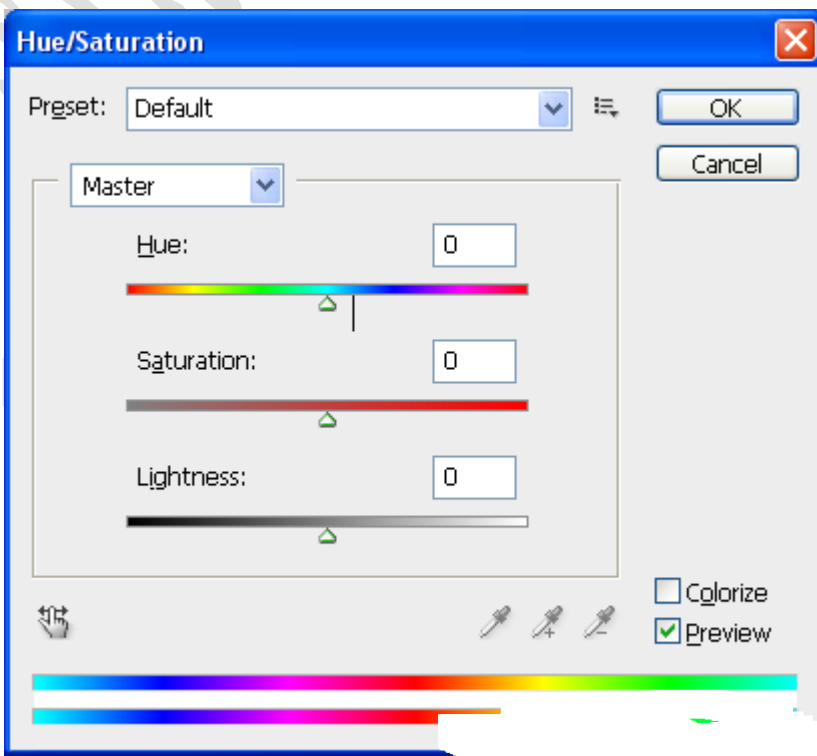 Hue/Saturation
Preset: Default
OK
Cancel
Master
Hue: 0
Saturation: 0
Lightness: 0
Colorize
Preview